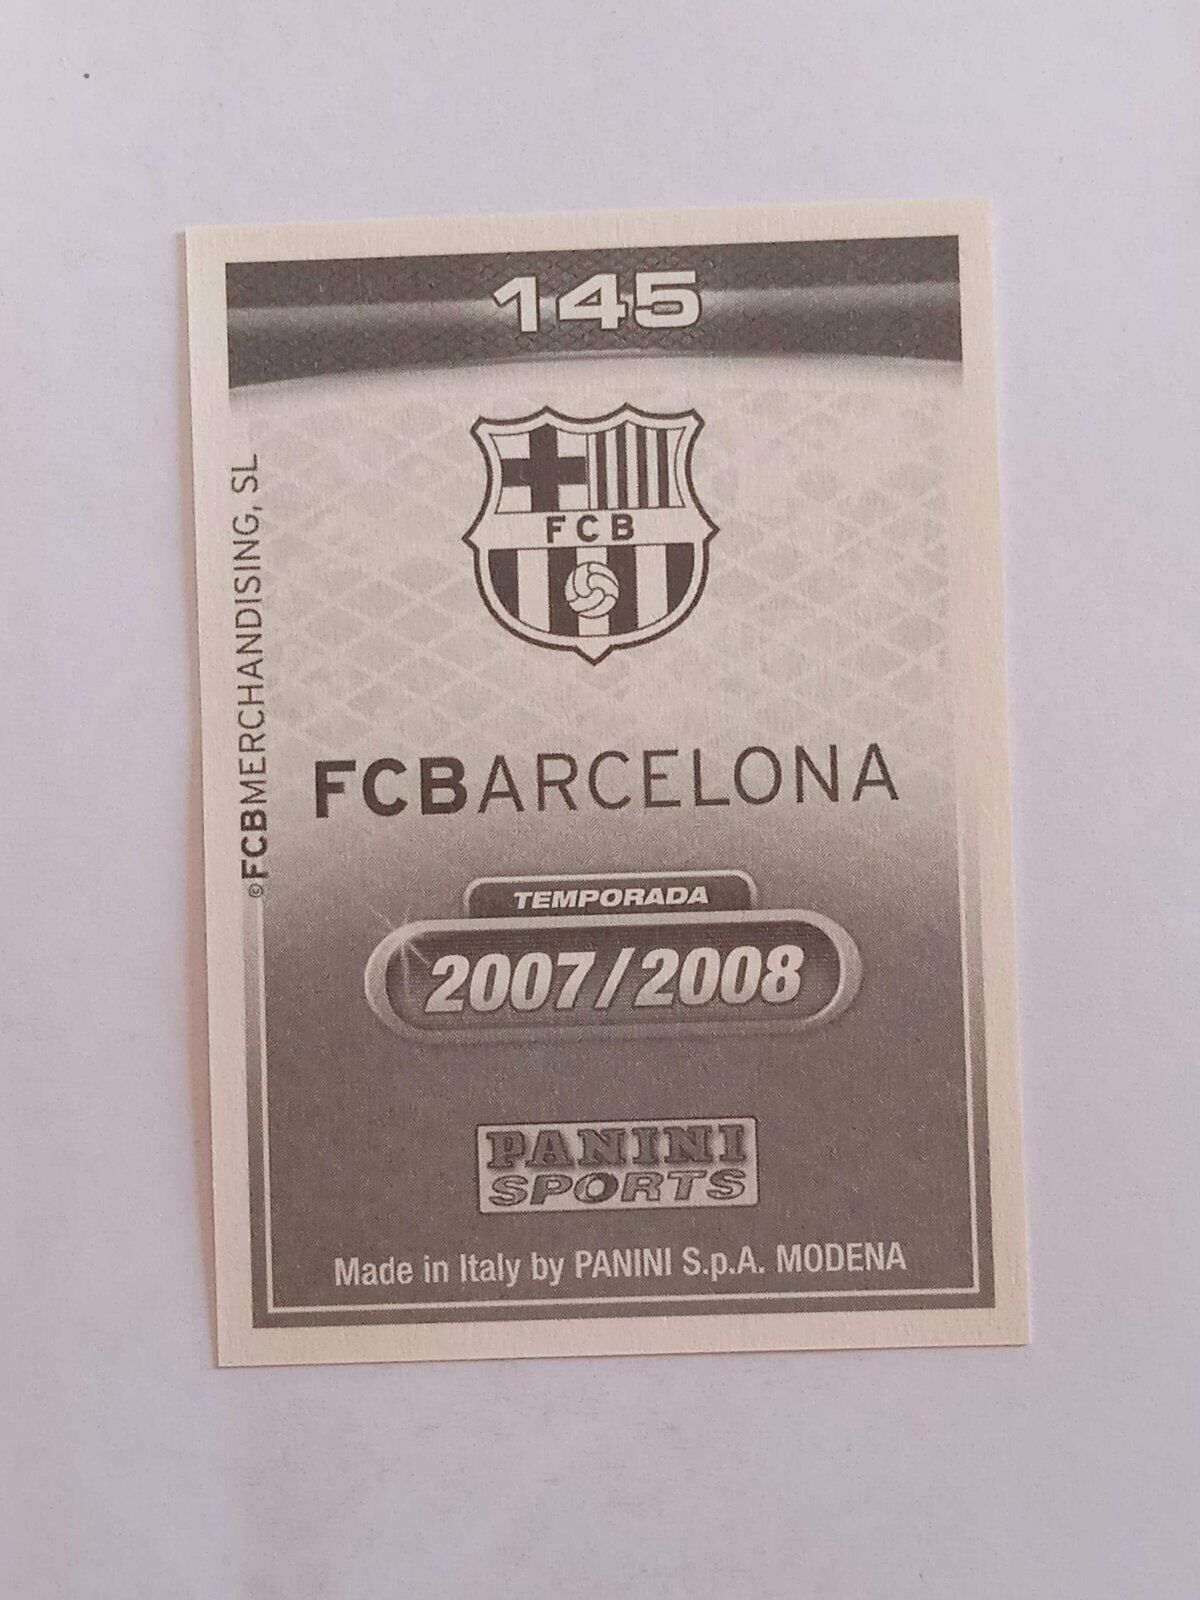 145
FCB
©FCBMERCHANDISING, SL
FCBARCELONA
TEMPORADA
2007/2008
PANINI
SPORTS
Made in Italy by PANINI S.p.A. MODENA